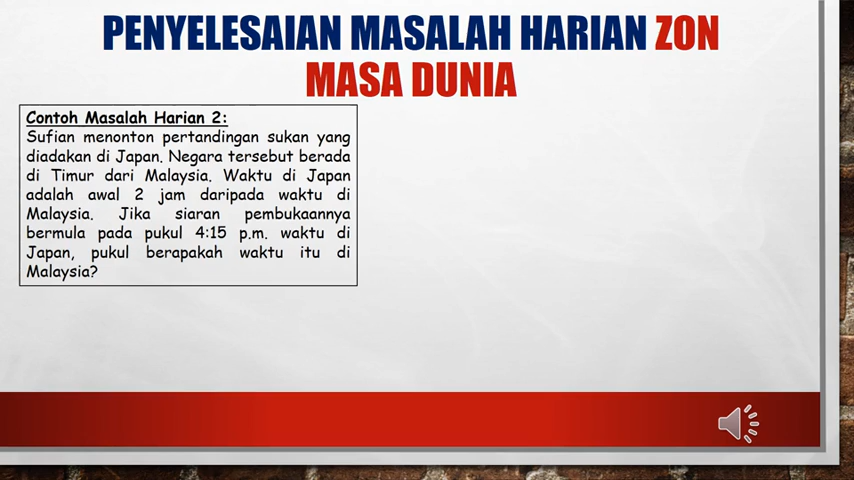 PENYELESAIAN MASALAH HARIAN ZON
MASA DUNIA
Contoh Masalah Harian 2:
Sufian menonton pertandingan sukan yang
diadakan di Japan. Negara tersebut berada
di Timur dari Malaysia. Waktu di Japan
adalah awal 2 jam daripada waktu di
Malaysia. Jika siaran pembukaannya
bermula pada pukul 4:15 p.m. waktu di
Japan, pukul berapakah waktu itu di
Malaysia?